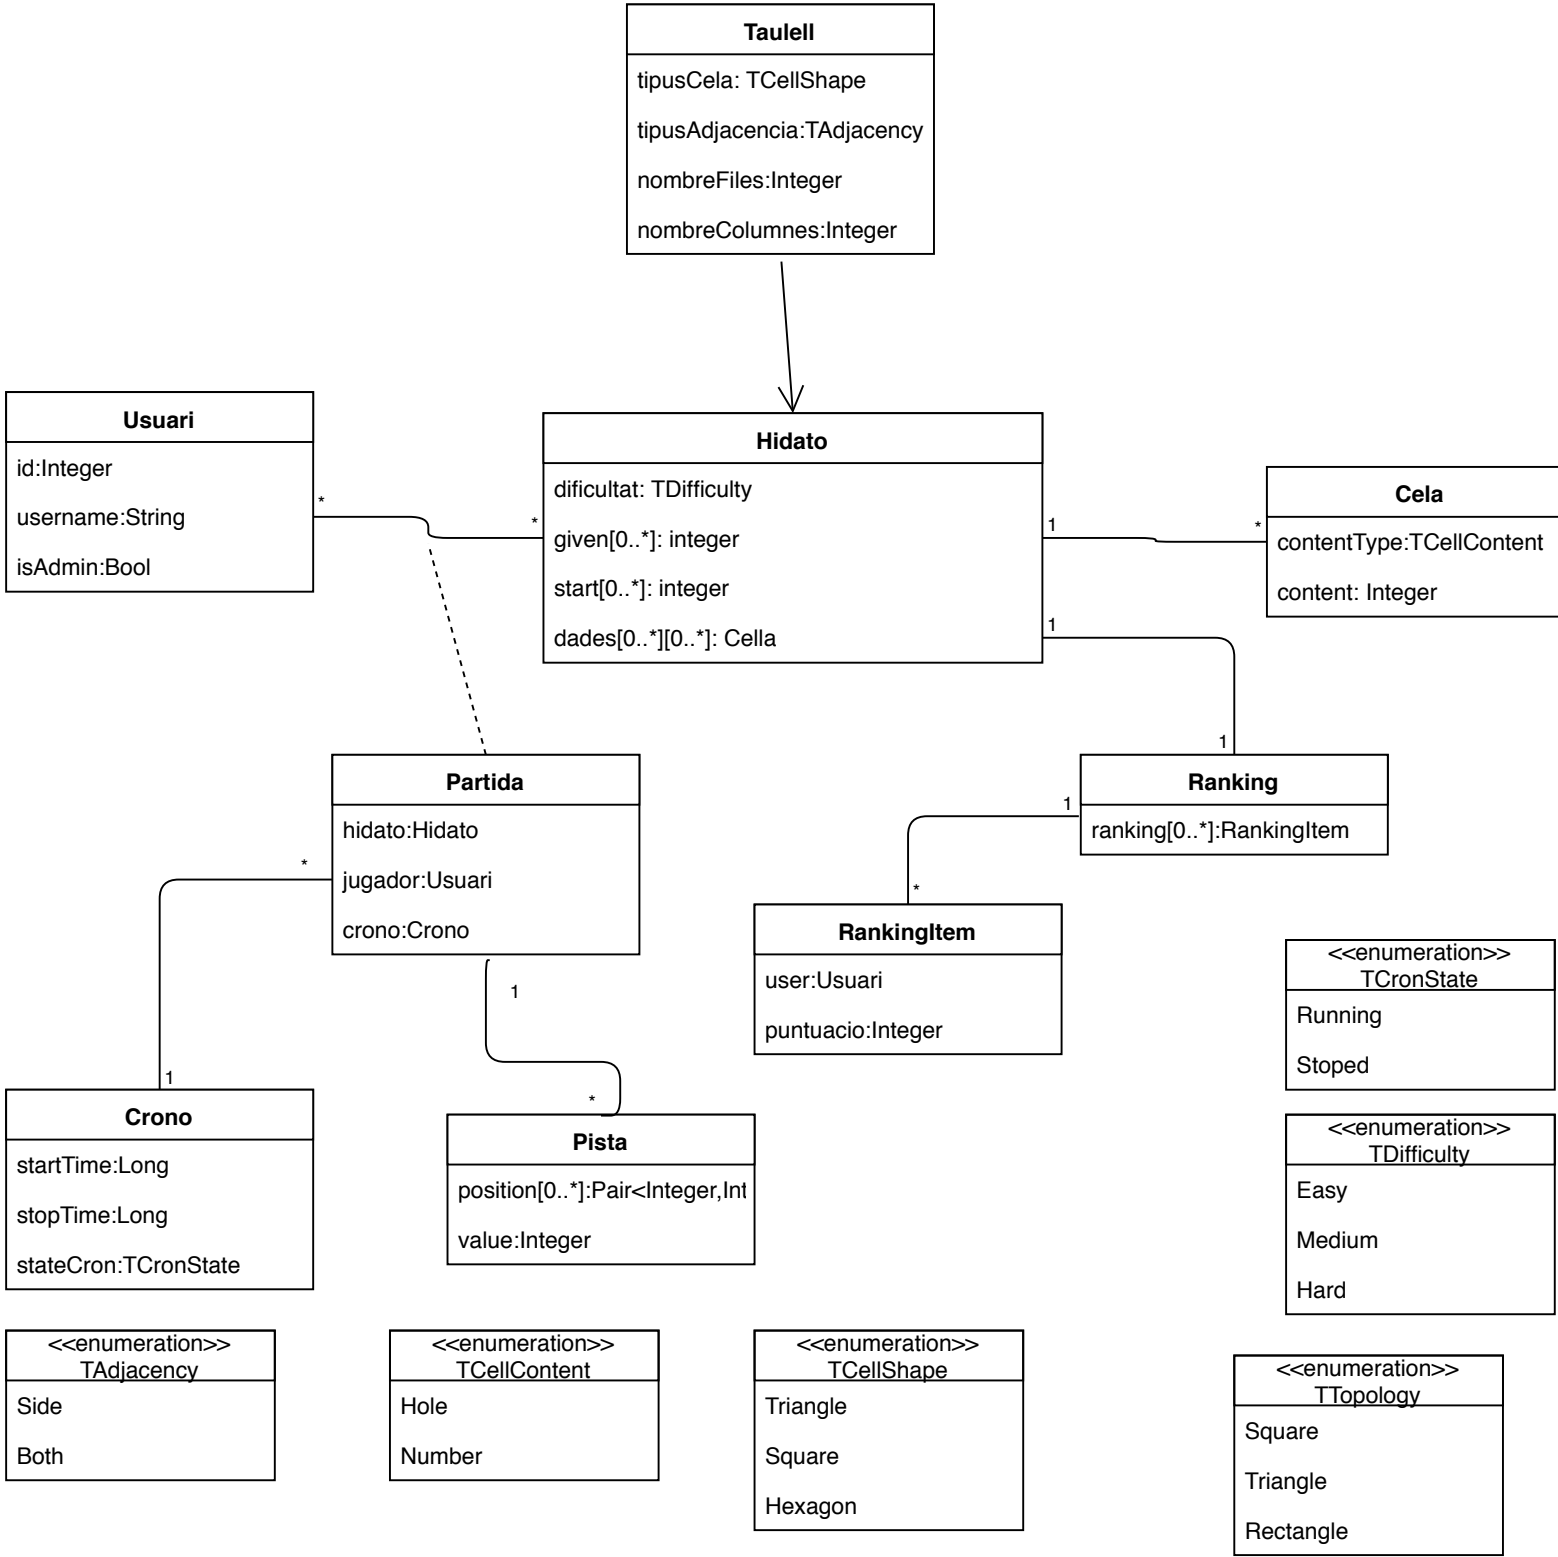 Taulell
tipusCela: TCellShape
tipusAdjacencia:TAdjacency
nombreFiles:Integer
nombreColumnes:Integer
Usuari
id:Integer
username:String
isAdmin:Bool
*
*
Hidato
dificultat: TDifficulty
given[0..*]: integer
start[0..*]: integer
dades[0..*][0..*]: Cella
1
*
Cela
contentType:TCellContent
content: Integer
1
1
Partida
hidato:Hidato
jugador:Usuari
crono:Crono
Ranking
ranking[0..*]:RankingItem
1
*
RankingItem
user:Usuari
puntuacio:Integer
*
1
1
*
Crono
startTime:Long
stopTime:Long
stateCron:TCronState
Pista
position[0..*]:Pair<Integer,Int
value:Integer
<<enumeration>>
TCronState
Running
Stoped
<<enumeration>>
TDifficulty
Easy
Medium
Hard
<<enumeration>>
TAdjacency
Side
Both
<<enumeration>>
TCellContent
Hole
Number
<<enumeration>>
TCellShape
Triangle
Square
Hexagon
<<enumeration>>
TTopology
Square
Triangle
Rectangle